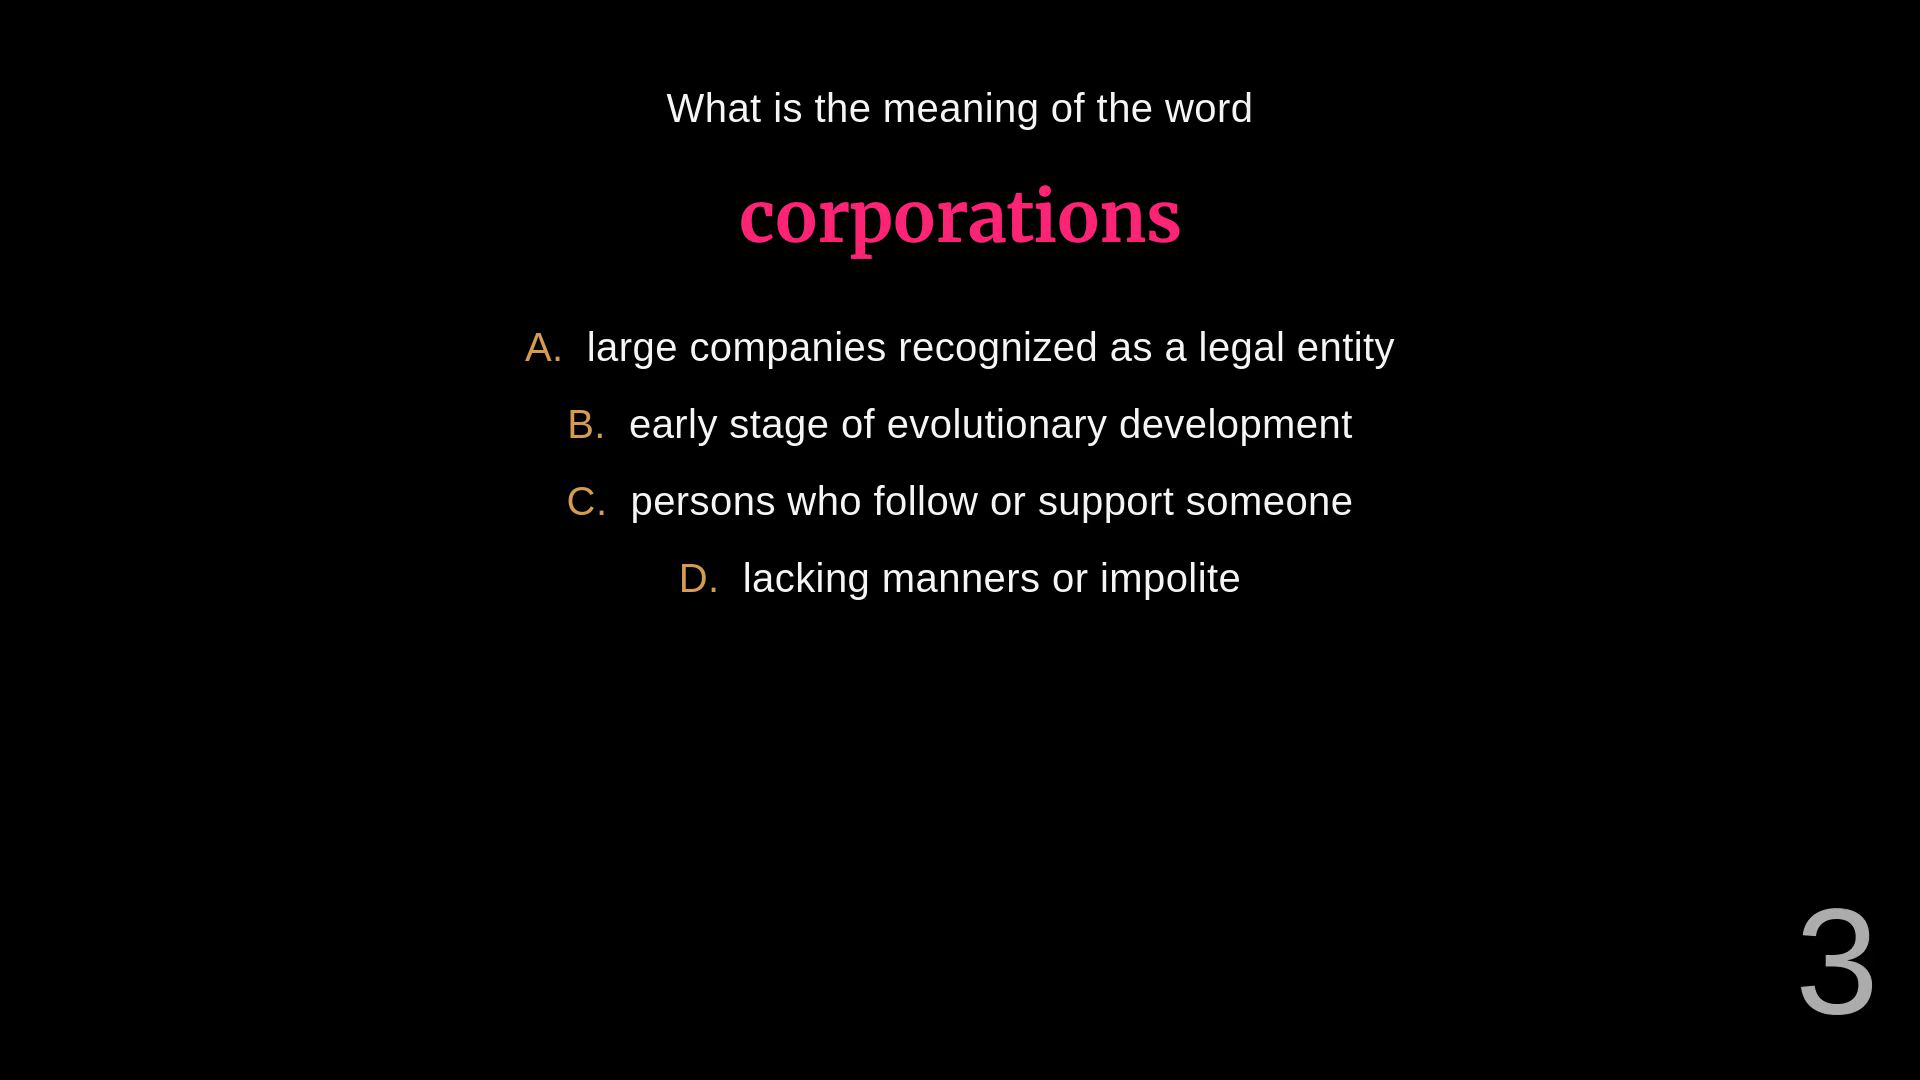 What is the meaning of the word
corporations
A. large companies recognized as a legal entity
B. early stage of evolutionary development
C. persons who follow or support someone
D. lacking manners or impolite
3